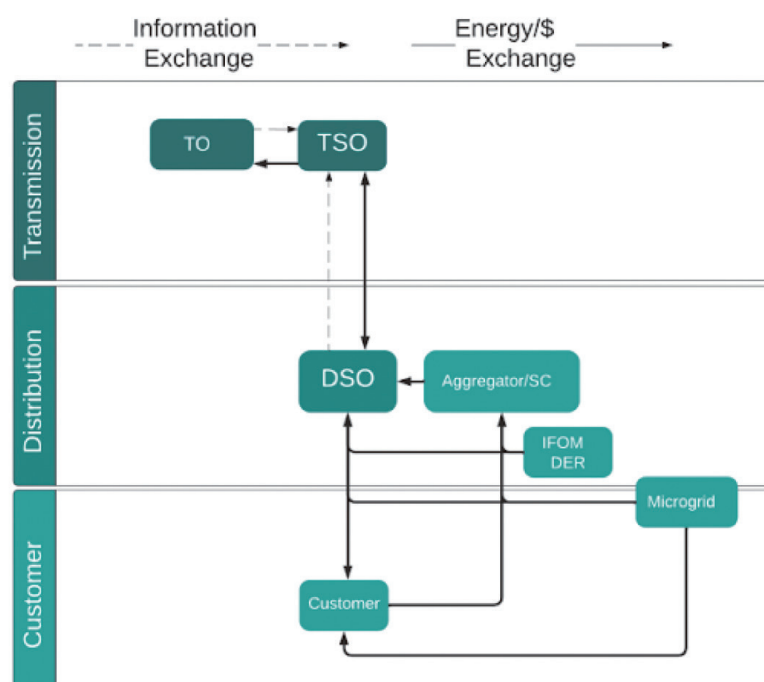 Information
Exchange
Energy/$
Exchange
Transmission
TO
TSO
Distribution
DSO
Aggregator/SC
IFOM
DER
Customer
Microgrid
Customer